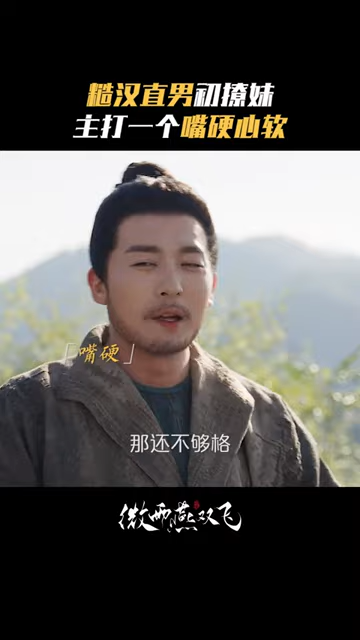 糙汉直男初撩妹
主打一个嘴硬心软
「嘴硬」
那还不够格
微雨燕双飞